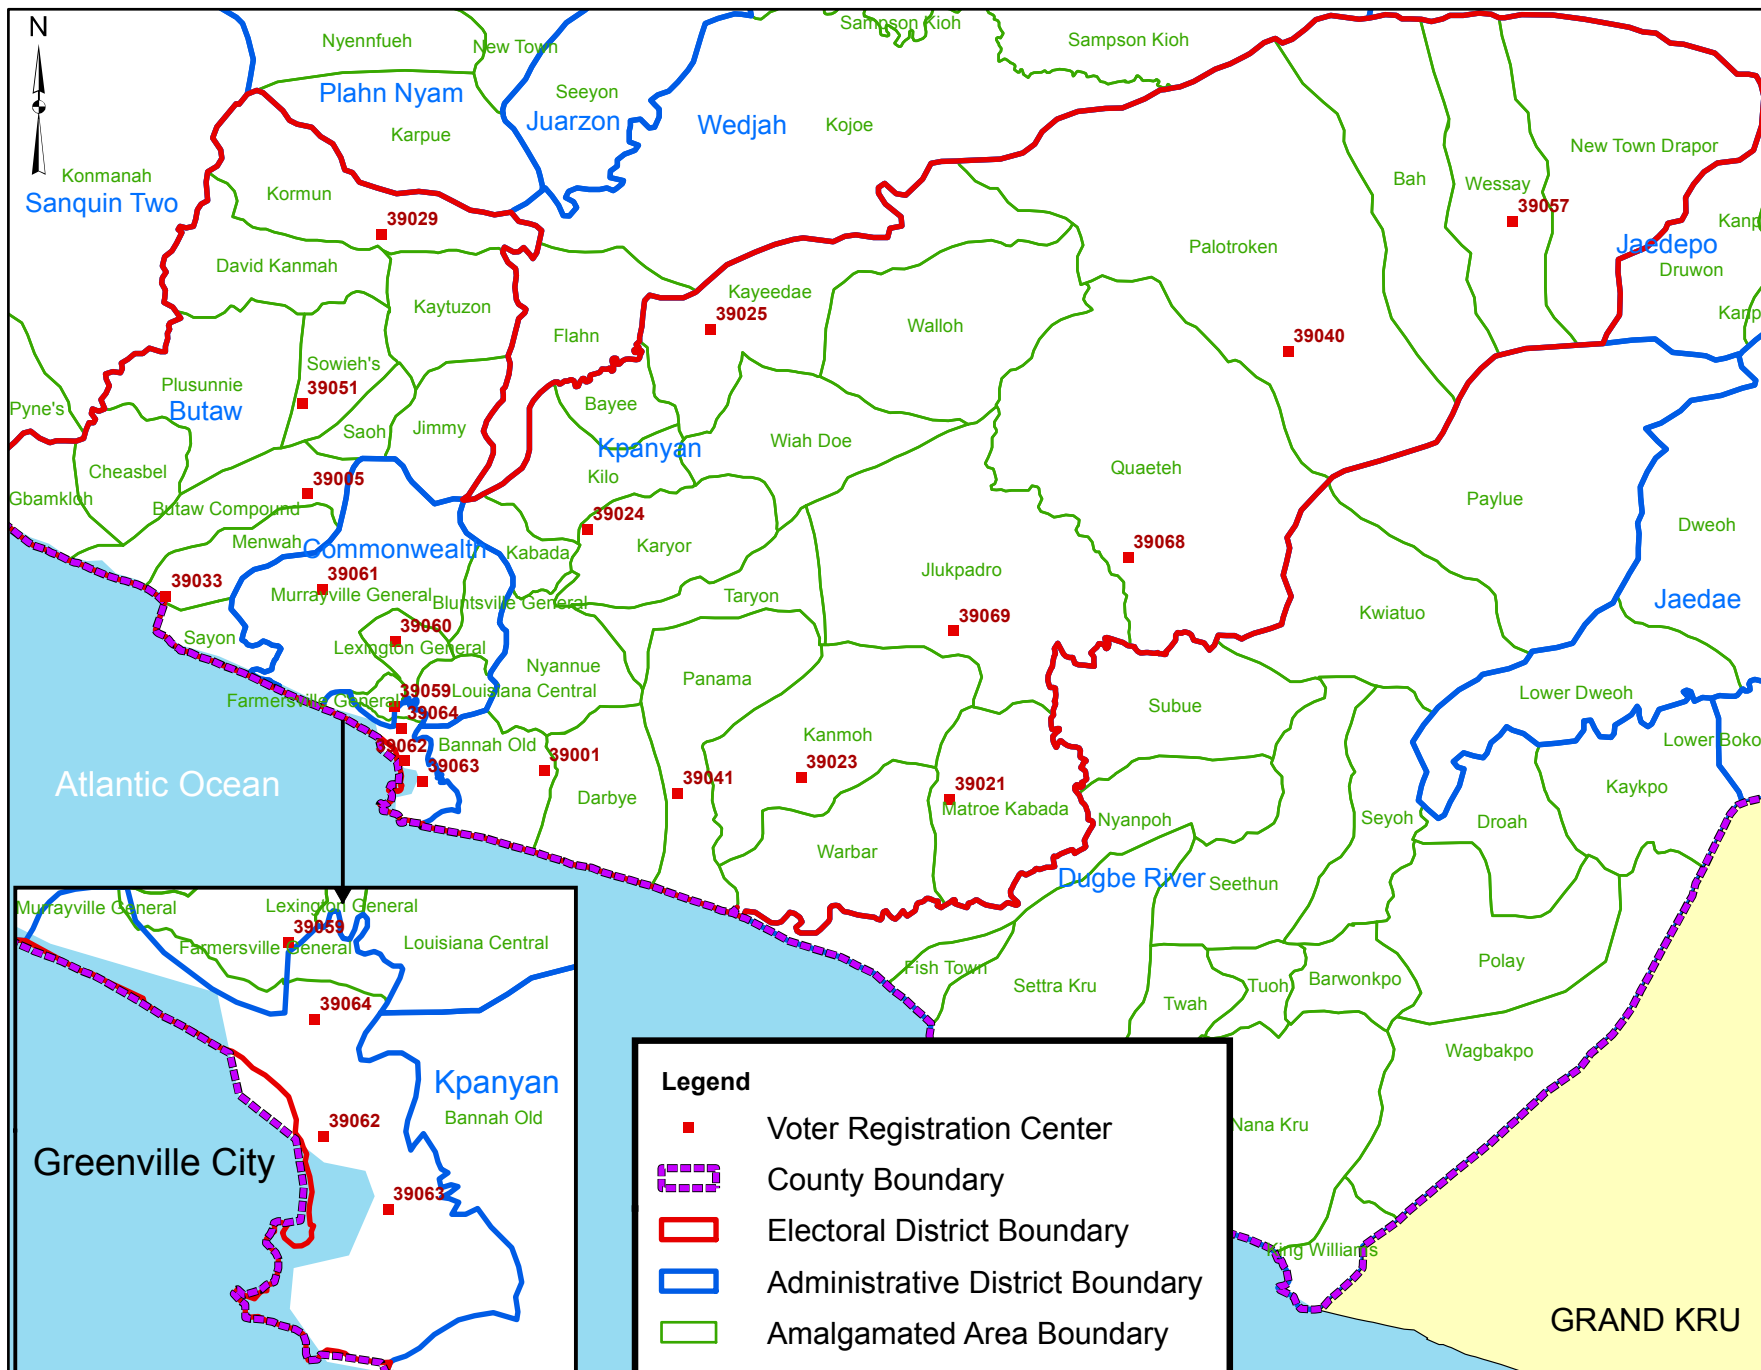 N
Nyennfueh
New Town
Sampson Kioh
Sampson Kioh
Plahn Nyam
Seeyon
Juarzon
Wedjah
Kojoe
Karpue
New Town Drapor
Konmanah
Sanquin Two
Kormun
39029
Bah
Wessay
39057
Kanp
Jaedepo
Druwon
Kanp
Palotroken
David Kanmah
Kaytuzon
Kayeedae
39025
Walloh
Flahn
39040
Sowieh's
Plusunnie
39051
Butaw
Pyne's
Bayee
Saoh
Jimmy
Wiah Doe
Kpanyan
Cheasbel
Quaeteh
Kilo
39005
Gbamkloh
Butaw Compound
Paylue
39024
Dweoh
Menwah
Commonwealth
Kabada
Karyor
39068
39061
39033
Murrayville General
Bluntsville General
Jlukpadro
Taryon
Jaedae
39060
39069
Kwiatuo
Sayon
Lexington General
Nyannue
Panama
39059
Louisiana Central
Farmersville General
Lower Dweoh
Subue
39064
39062
Bannah Old
Kanmoh
Lower Boko
39001
39023
39063
39041
39021
Atlantic Ocean
Darbye
Matroe Kabada
Nyanpoh
Seyoh
Droah
Kaykpo
Warbar
Dugbe River
Seethun
Fish Town
Settra Kru
Twah
Tuoh
Barwonkpo
Polay
Wagbakpo
Nana Kru
King Williams
GRAND KRU
Murrayville General
Lexington General
39059
Farmersville General
Louisiana Central
39064
Kpanyan
Bannah Old
39062
Greenville City
39063
Legend
Voter Registration Center
County Boundary
Electoral District Boundary
Administrative District Boundary
Amalgamated Area Boundary